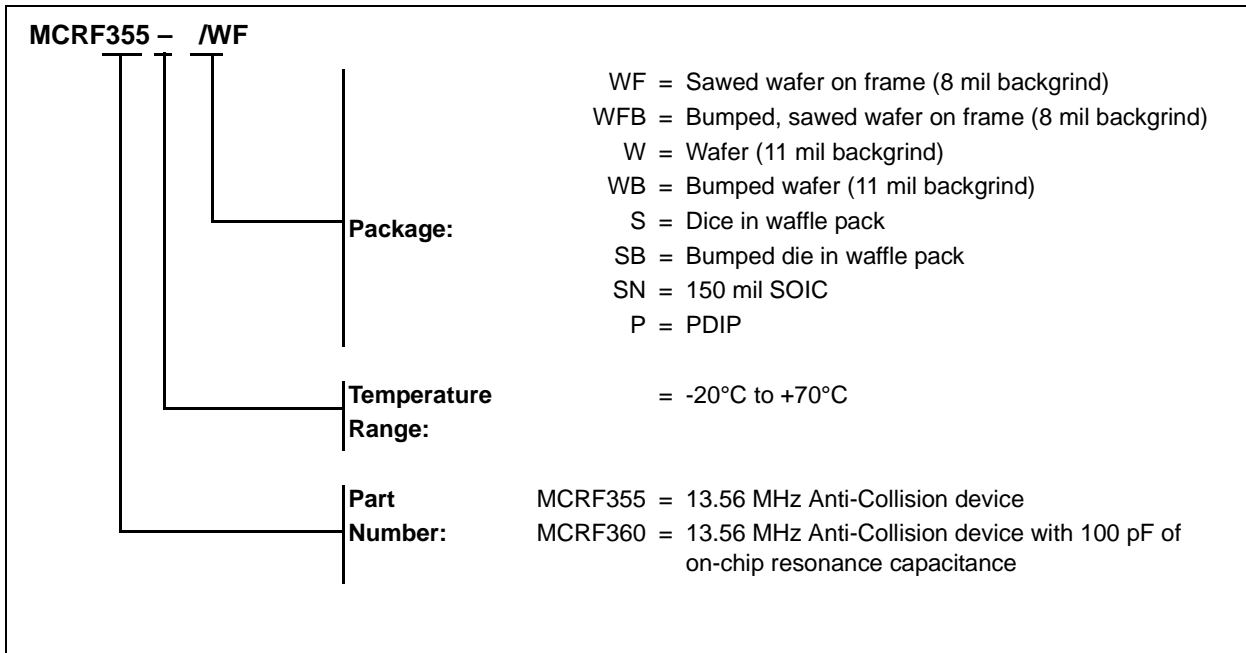 MCRF355 – /WF
WF = Sawed wafer on frame (8 mil backgrind)
WFB = Bumped, sawed wafer on frame (8 mil backgrind)
W = Wafer (11 mil backgrind)
WB = Bumped wafer (11 mil backgrind)
Package: S = Dice in waffle pack
SB = Bumped die in waffle pack
SN = 150 mil SOIC
P = PDIP
Temperature = -20°C to +70°C
Range:
Part MCRF355 = 13.56 MHz Anti-Collision device
Number: MCRF360 = 13.56 MHz Anti-Collision device with 100 pF of
on-chip resonance capacitance